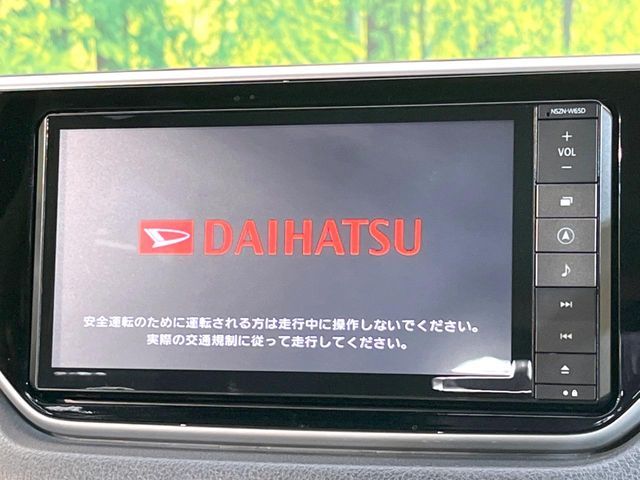 NSZN-W65D
+
VOL
−
DAIHATSU
安全運転のために運転される方は走行中に操作しないでください。
実際の交通規制に従って走行してください。